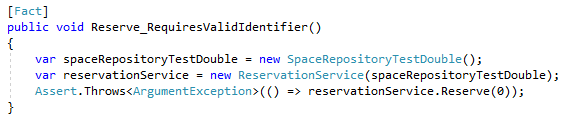 [Fact]
public void Reserve_RequiresValidIdentifier()
{
var spaceRepositoryTestDouble = new SpaceRepositoryTestDouble();
var reservationService = new ReservationService(spaceRepositoryTestDouble);
Assert.Throws<ArgumentException>(() => reservationService.Reserve(0));
}